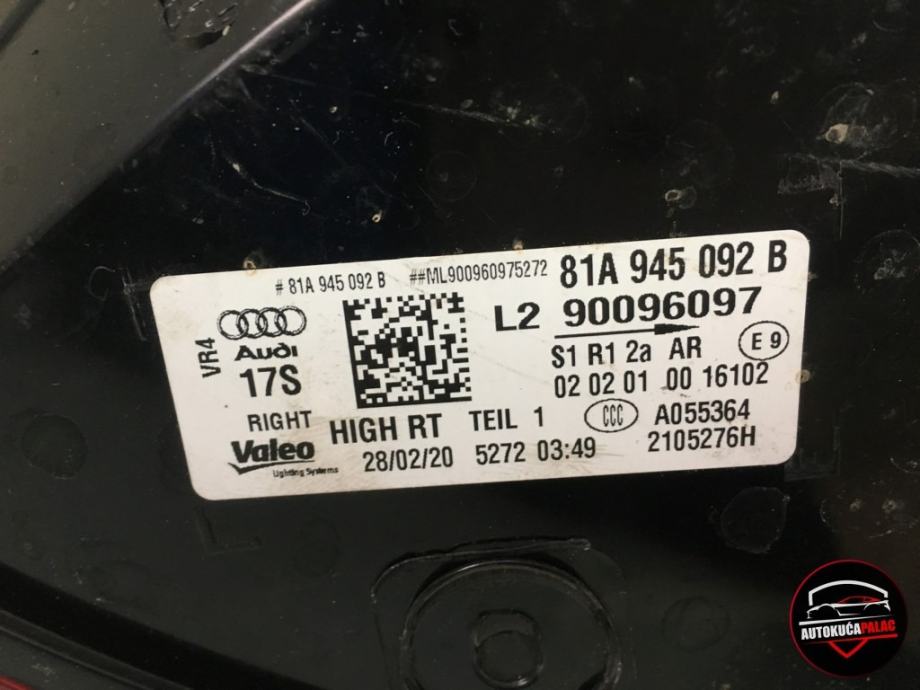 # 81A 945 092 B ##ML900960975272 81A 945 092 B
L2 90096097
VR4
Audi
17S
S1 R1 2a AR E 9
02 02 01 00 16102
RIGHT HIGH RT TEIL 1 CCC A055364
Valeo
Lighting Systems
28/02/20 5272 03:49 2105276H
6
AUTOKUĆAPALAC